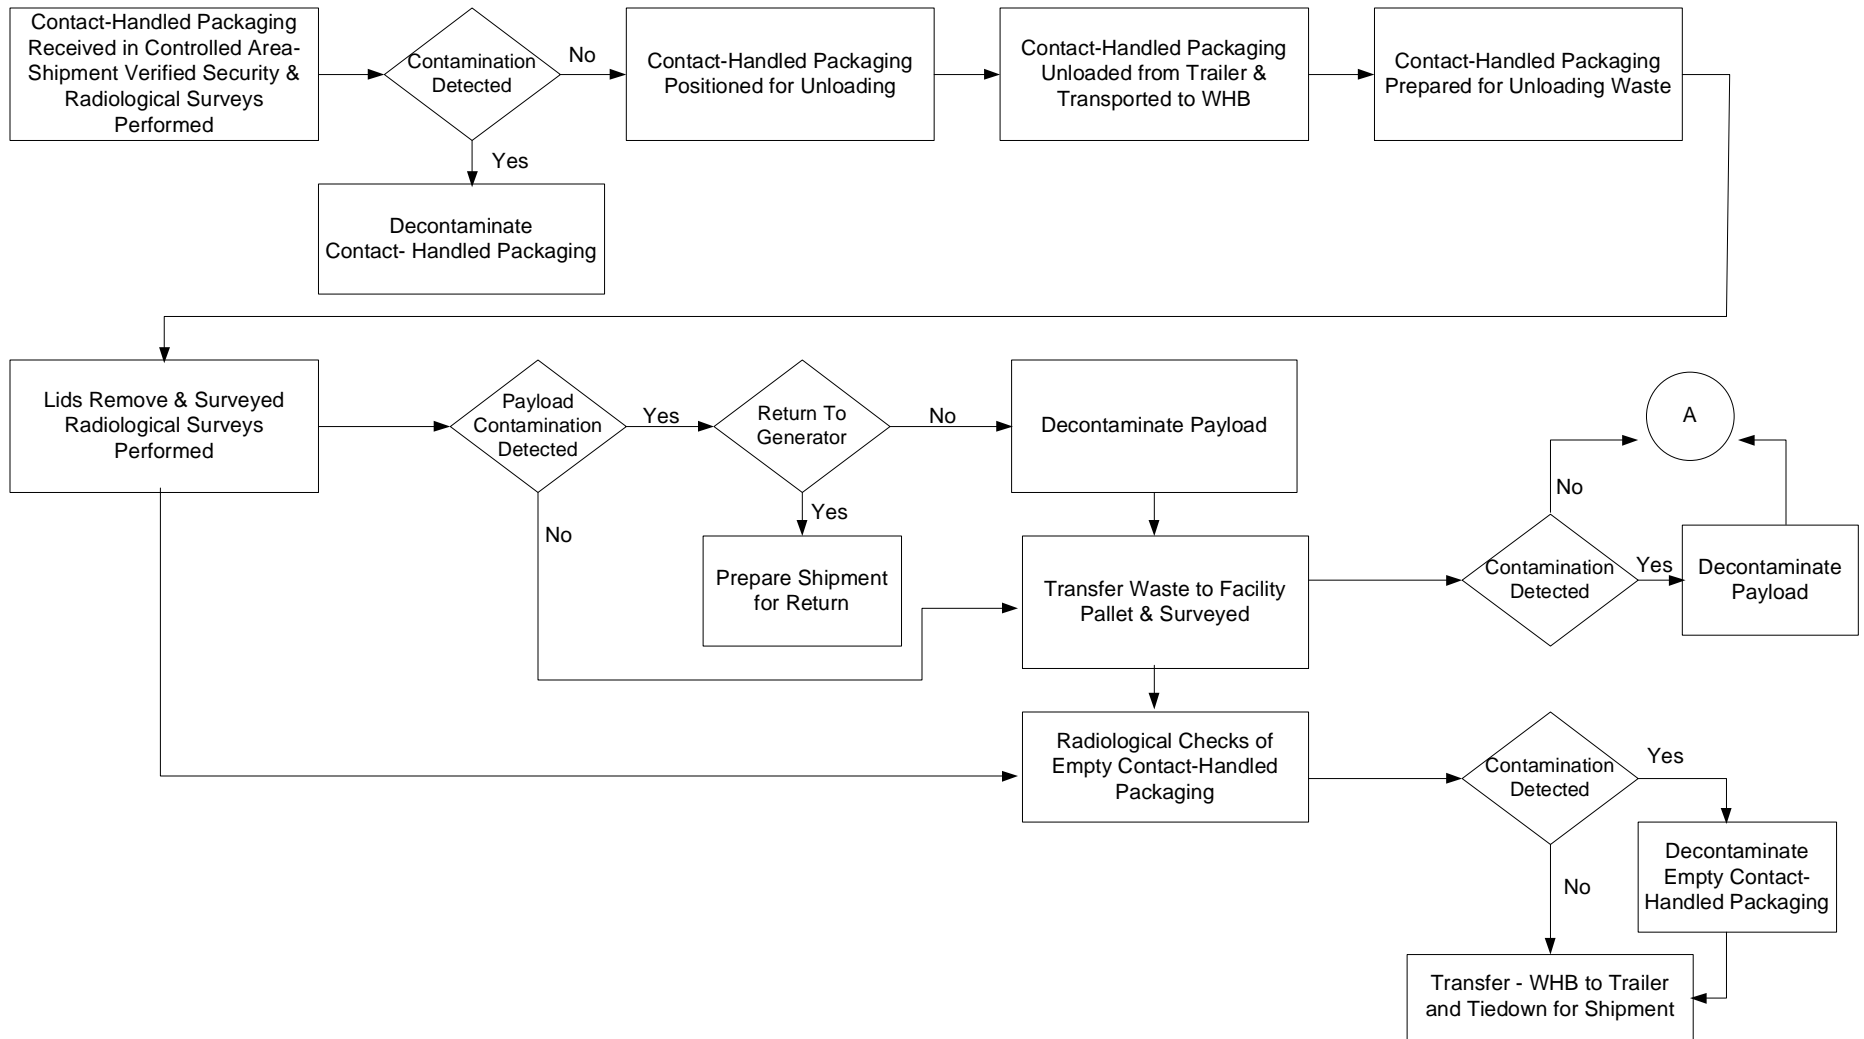 Contact-Handled Packaging
Received in Controlled Area-
Shipment Verified Security &
Radiological Surveys
Performed
Contamination
Detected
No
Yes
Contact-Handled Packaging
Positioned for Unloading
Contact-Handled Packaging
Unloaded from Trailer &
Transported to WHB
Contact-Handled Packaging
Prepared for Unloading Waste
Decontaminate
Contact- Handled Packaging
Lids Remove & Surveyed
Radiological Surveys
Performed
Payload
Contamination
Detected
Yes
No
Return To
Generator
No
Yes
Decontaminate Payload
Prepare Shipment
for Return
Transfer Waste to Facility
Pallet & Surveyed
Contamination
Detected
No
Yes
A
Decontaminate
Payload
Radiological Checks of
Empty Contact-Handled
Packaging
Contamination
Detected
Yes
No
Decontaminate
Empty Contact-
Handled Packaging
Transfer - WHB to Trailer
and Tiedown for Shipment